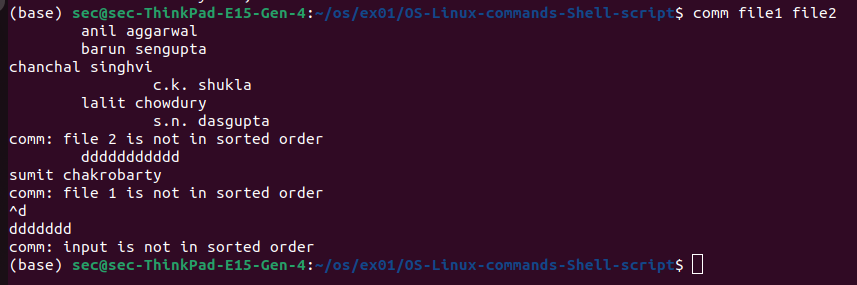 (base) sec@sec-ThinkPad-E15-Gen-4:~/os/ex01/OS-Linux-commands-Shell-script$ comm file1 file2
        anil aggarwal
        barun sengupta
chanchal singhvi
                c.k. shukla
        lalit chowdury
                s.n. dasgupta
comm: file 2 is not in sorted order
        ddddddddddd
sumit chakrobarty
comm: file 1 is not in sorted order
^d
ddddddd
comm: input is not in sorted order
(base) sec@sec-ThinkPad-E15-Gen-4:~/os/ex01/OS-Linux-commands-Shell-script$